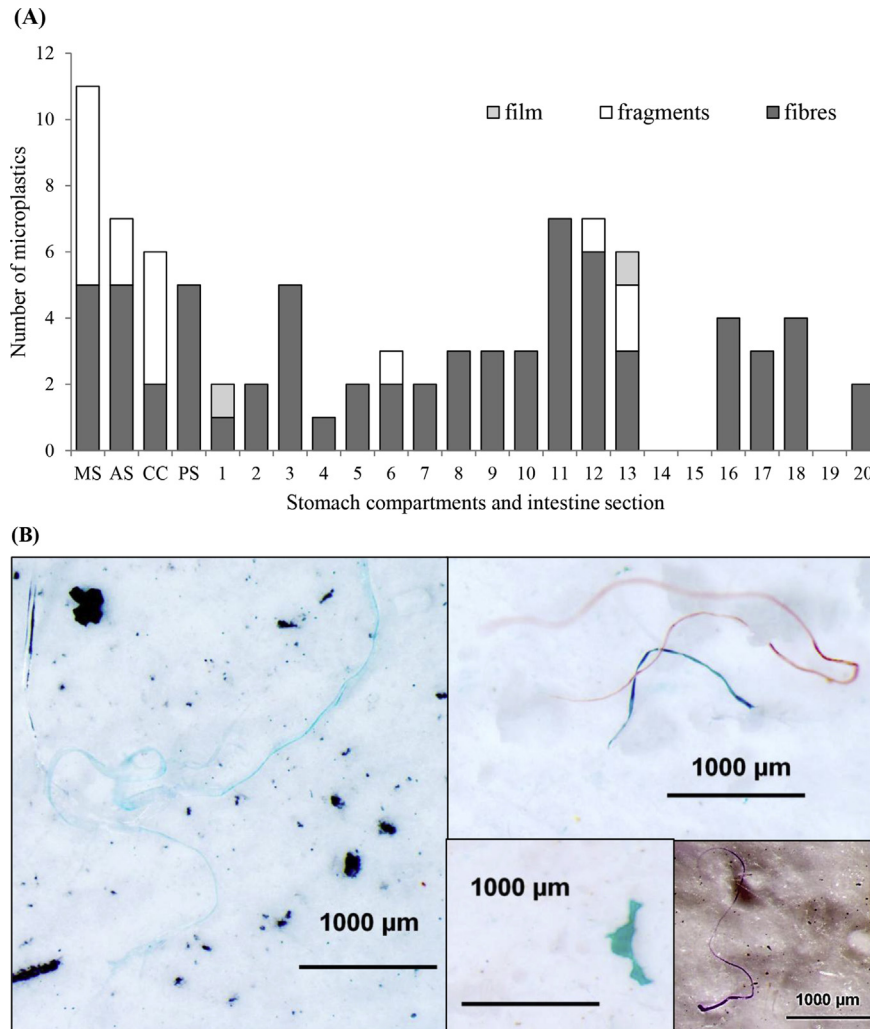 (A)
12
10
8
6
4
2
0
Number of microplastics
film fragments fibres
MS AS CC PS 1 2 3 4 5 6 7 8 9 10 11 12 13 14 15 16 17 18 19 20
Stomach compartments and intestine section
(B)
1000 µm
1000 µm
1000 µm
1000 µm